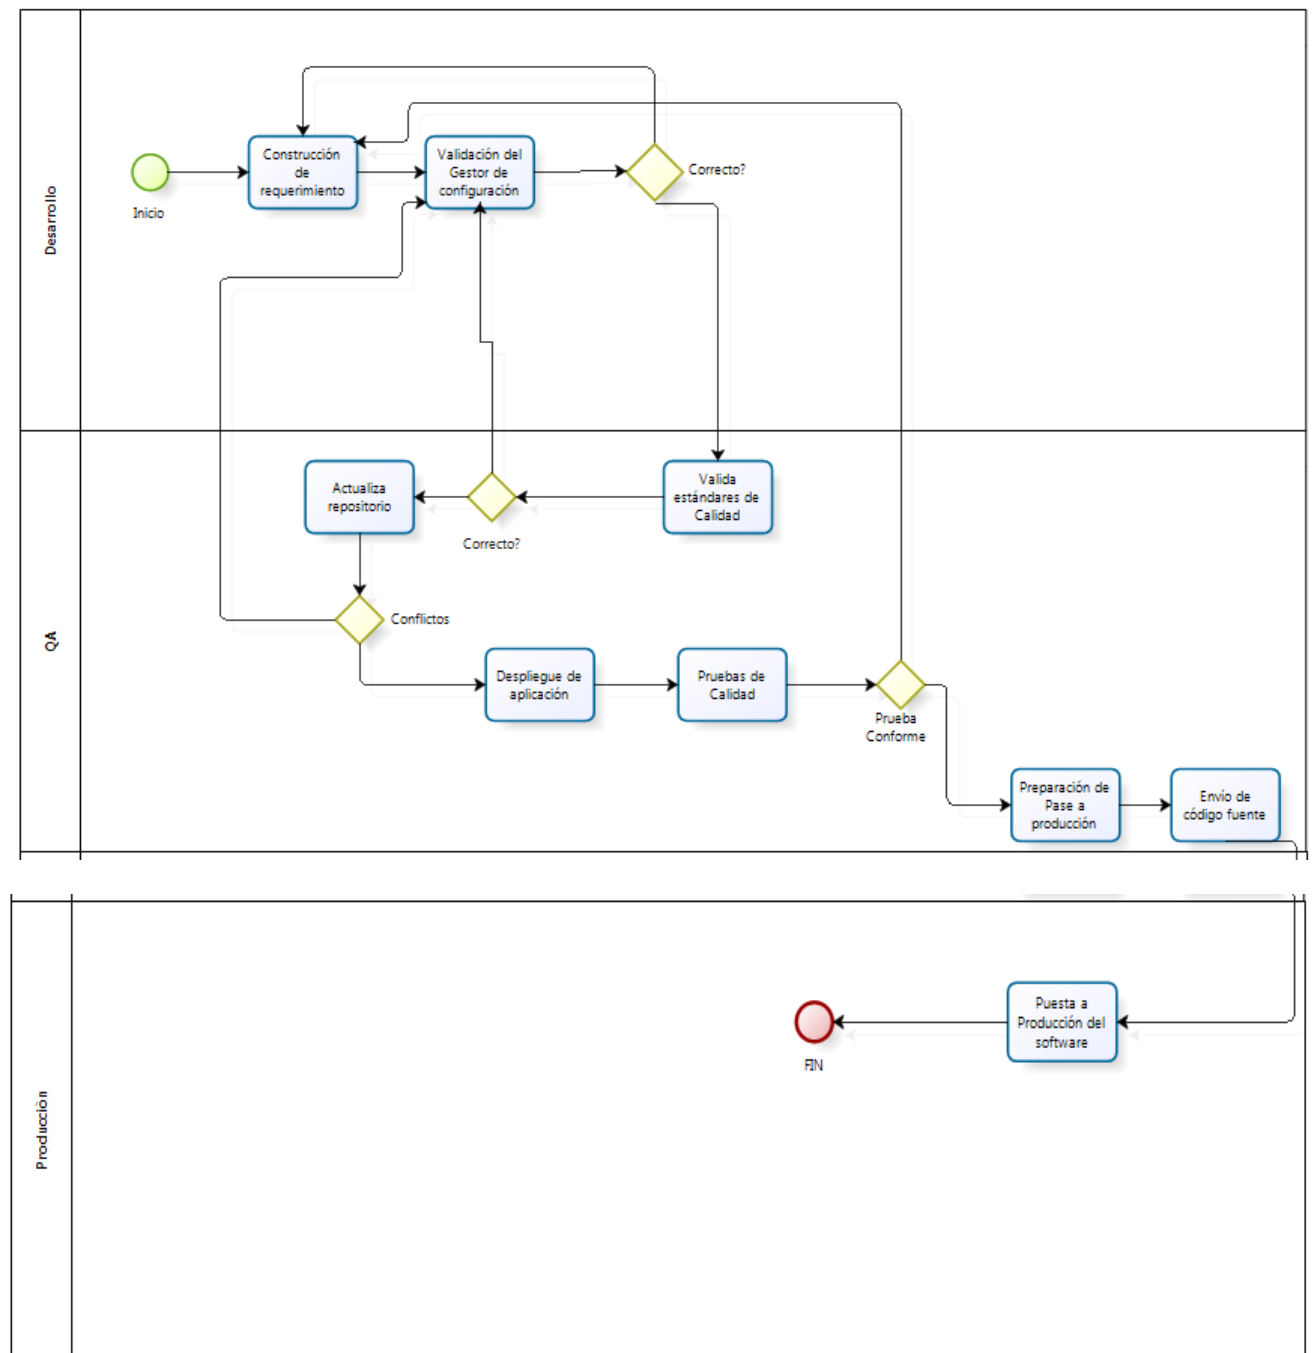 Desarrollo
Inicio
Construcción
de
requerimiento
Validación del
Gestor de
configuración
Correcto?
QA
Actualiza
repositorio
Correcto?
Valida
estándares de
Calidad
Conflictos
Despliegue de
aplicación
Pruebas de
Calidad
Prueba
Conforme
Preparación de
Pase a
producción
Envío de
código fuente
Producciòn
Puesta a
Producción del
software
FIN